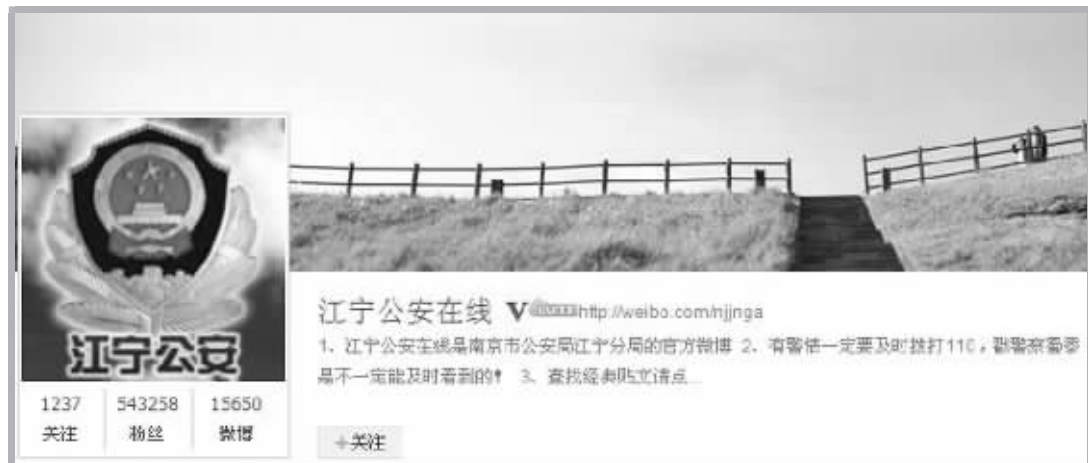 江宁公安
1237 543258 15650
关注 粉丝 微博
江宁公安在线 V http://weibo.com/njjnga
1、江宁公安在线是南京市公安局江宁分局的官方微博 2、有警情一定要及时拨打110，戳警察蜀黍
是不一定能及时看到的！ 3、查找经典贴文请点...
+关注